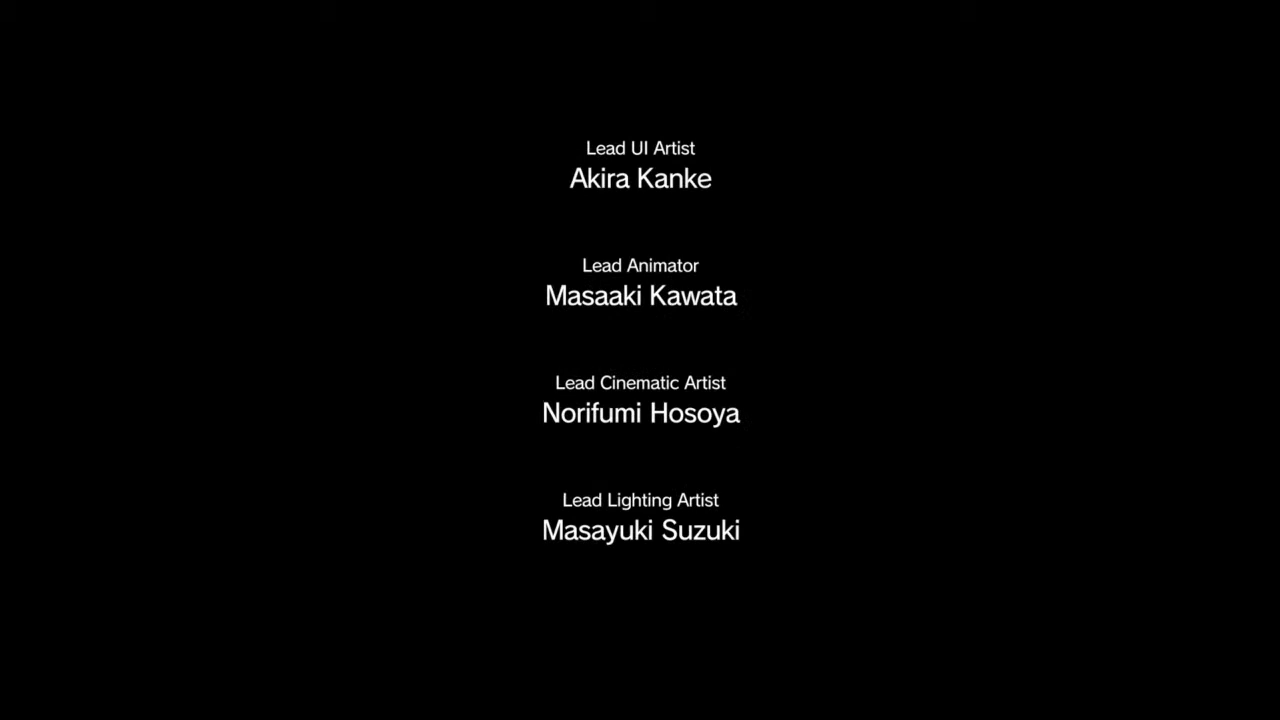 Lead UI Artist
Akira Kanke
Lead Animator
Masaaki Kawata
Lead Cinematic Artist
Norifumi Hosoya
Lead Lighting Artist
Masayuki Suzuki